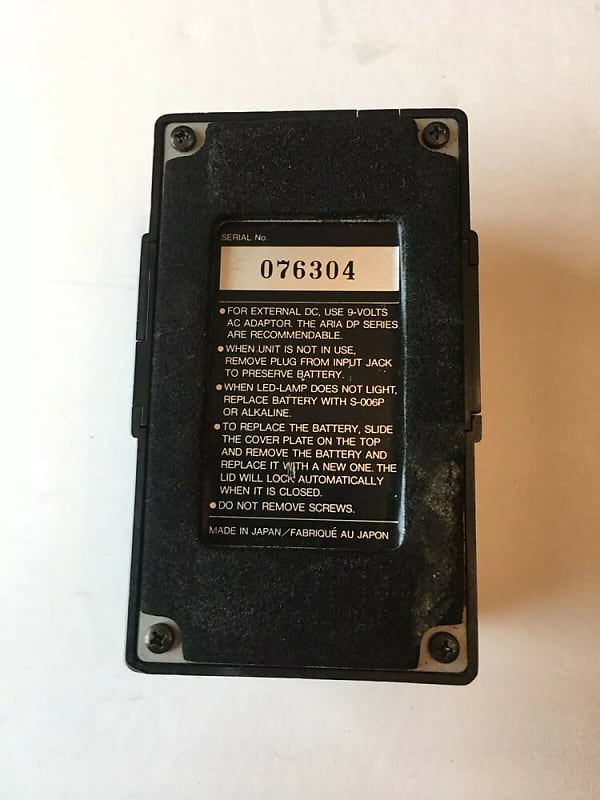 SERIAL No.
076304
• FOR EXTERNAL DC, USE 9-VOLTS
AC ADAPTOR. THE ARIA DP SERIES
ARE RECOMMENDABLE.
• WHEN UNIT IS NOT IN USE,
REMOVE PLUG FROM INPUT JACK
TO PRESERVE BATTERY.
• WHEN LED-LAMP DOES NOT LIGHT,
REPLACE BATTERY WITH S-006P
OR ALKALINE.
• TO REPLACE THE BATTERY, SLIDE
THE COVER PLATE ON THE TOP
AND REMOVE THE BATTERY AND
REPLACE IT WITH A NEW ONE. THE
LID WILL LOCK AUTOMATICALLY
WHEN IT IS CLOSED.
• DO NOT REMOVE SCREWS.
MADE IN JAPAN/FABRIQUÉ AU JAPON